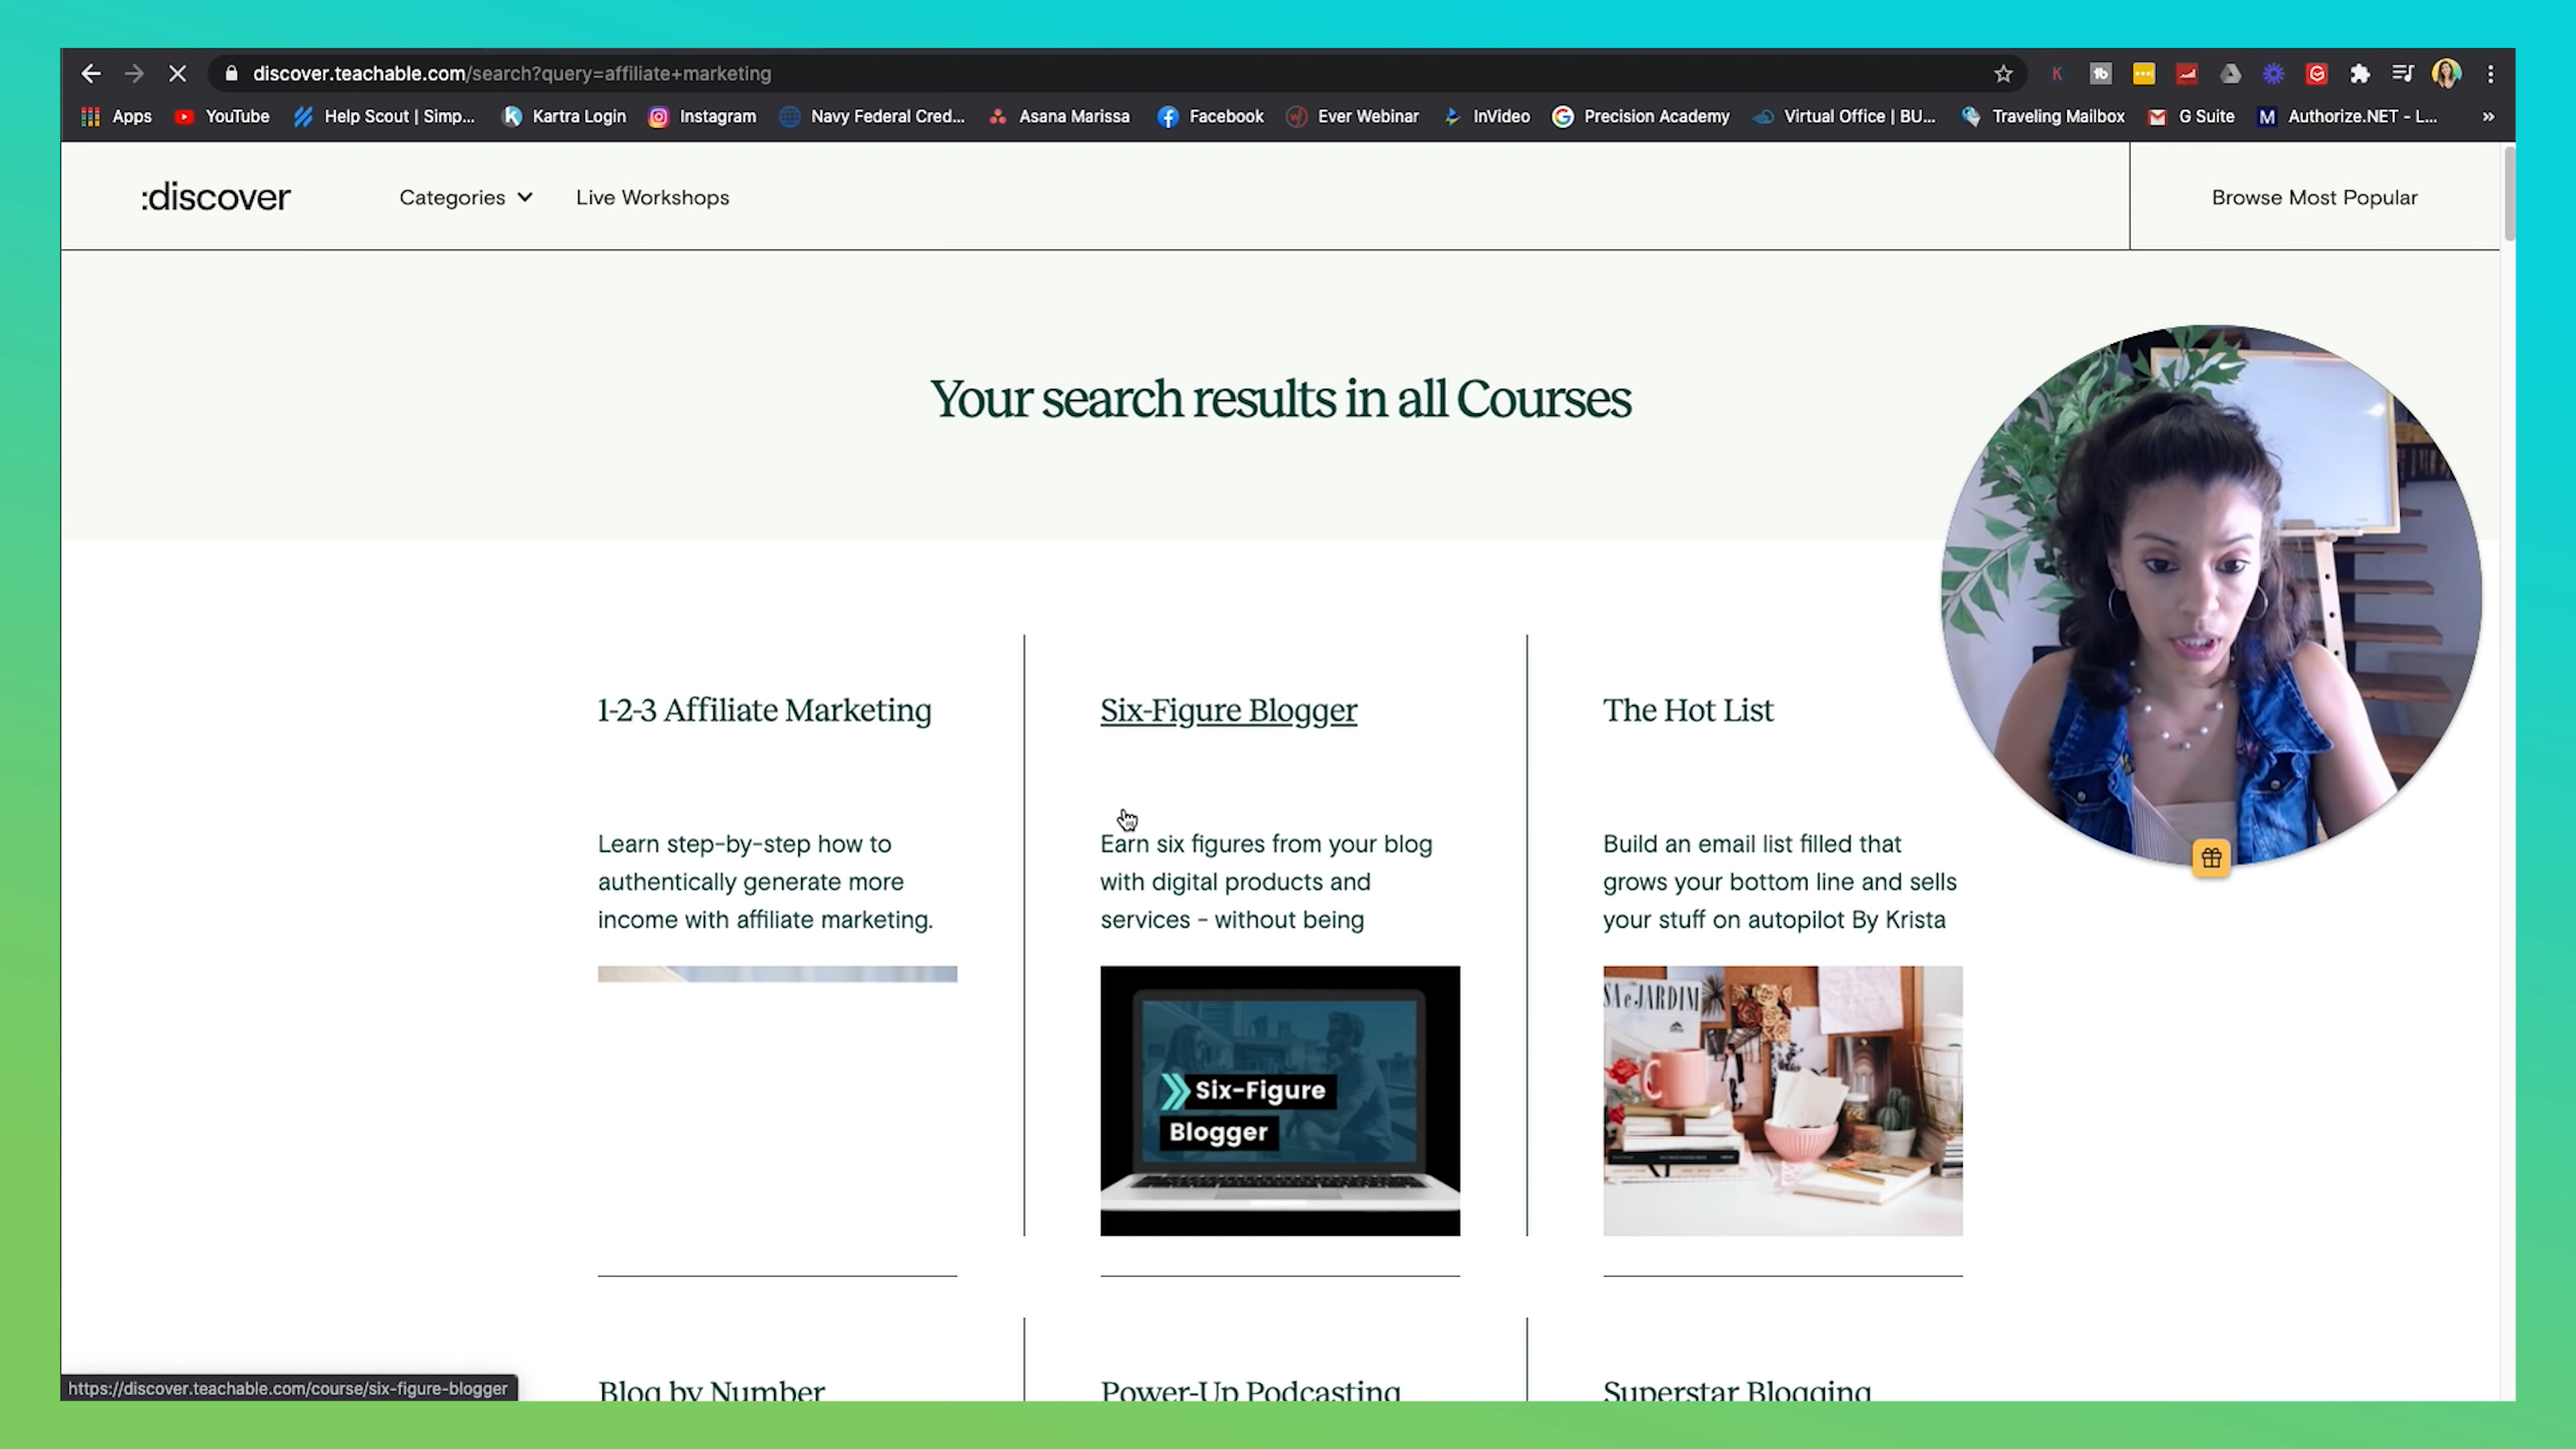 discover.teachable.com/search?query=affiliate+marketing
Apps YouTube Help Scout | Simp... Kartra Login Instagram Navy Federal Cred... Asana Marissa Facebook Ever Webinar InVideo Precision Academy Virtual Office | BU... Traveling Mailbox G Suite Authorize.NET - L... »
:discover Categories Live Workshops Browse Most Popular
Your search results in all Courses
1-2-3 Affiliate Marketing
Learn step-by-step how to
authentically generate more
income with affiliate marketing.
Six-Figure Blogger
Earn six figures from your blog
with digital products and
services - without being
Six-Figure
Blogger
The Hot List
Build an email list filled that
grows your bottom line and sells
your stuff on autopilot By Krista
SA e JARDIM
Blog by Number
Power-Up Podcasting
Superstar Blogging
https://discover.teachable.com/course/six-figure-blogger